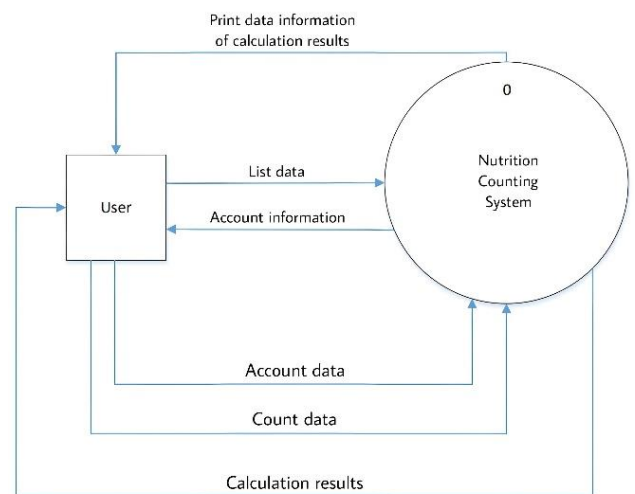 Print data information
of calculation results
0
Nutrition
Counting
System
List data
User
Account information
Account data
Count data
Calculation results